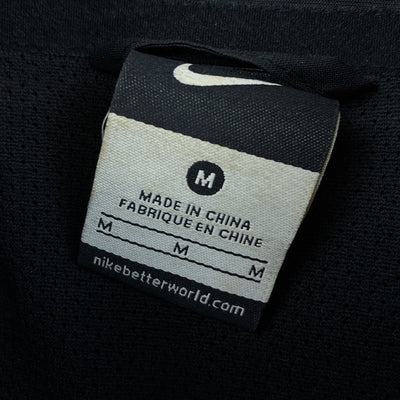 M
MADE IN CHINA
FABRIQUE EN CHINE
M M M
nikebetterworld.com